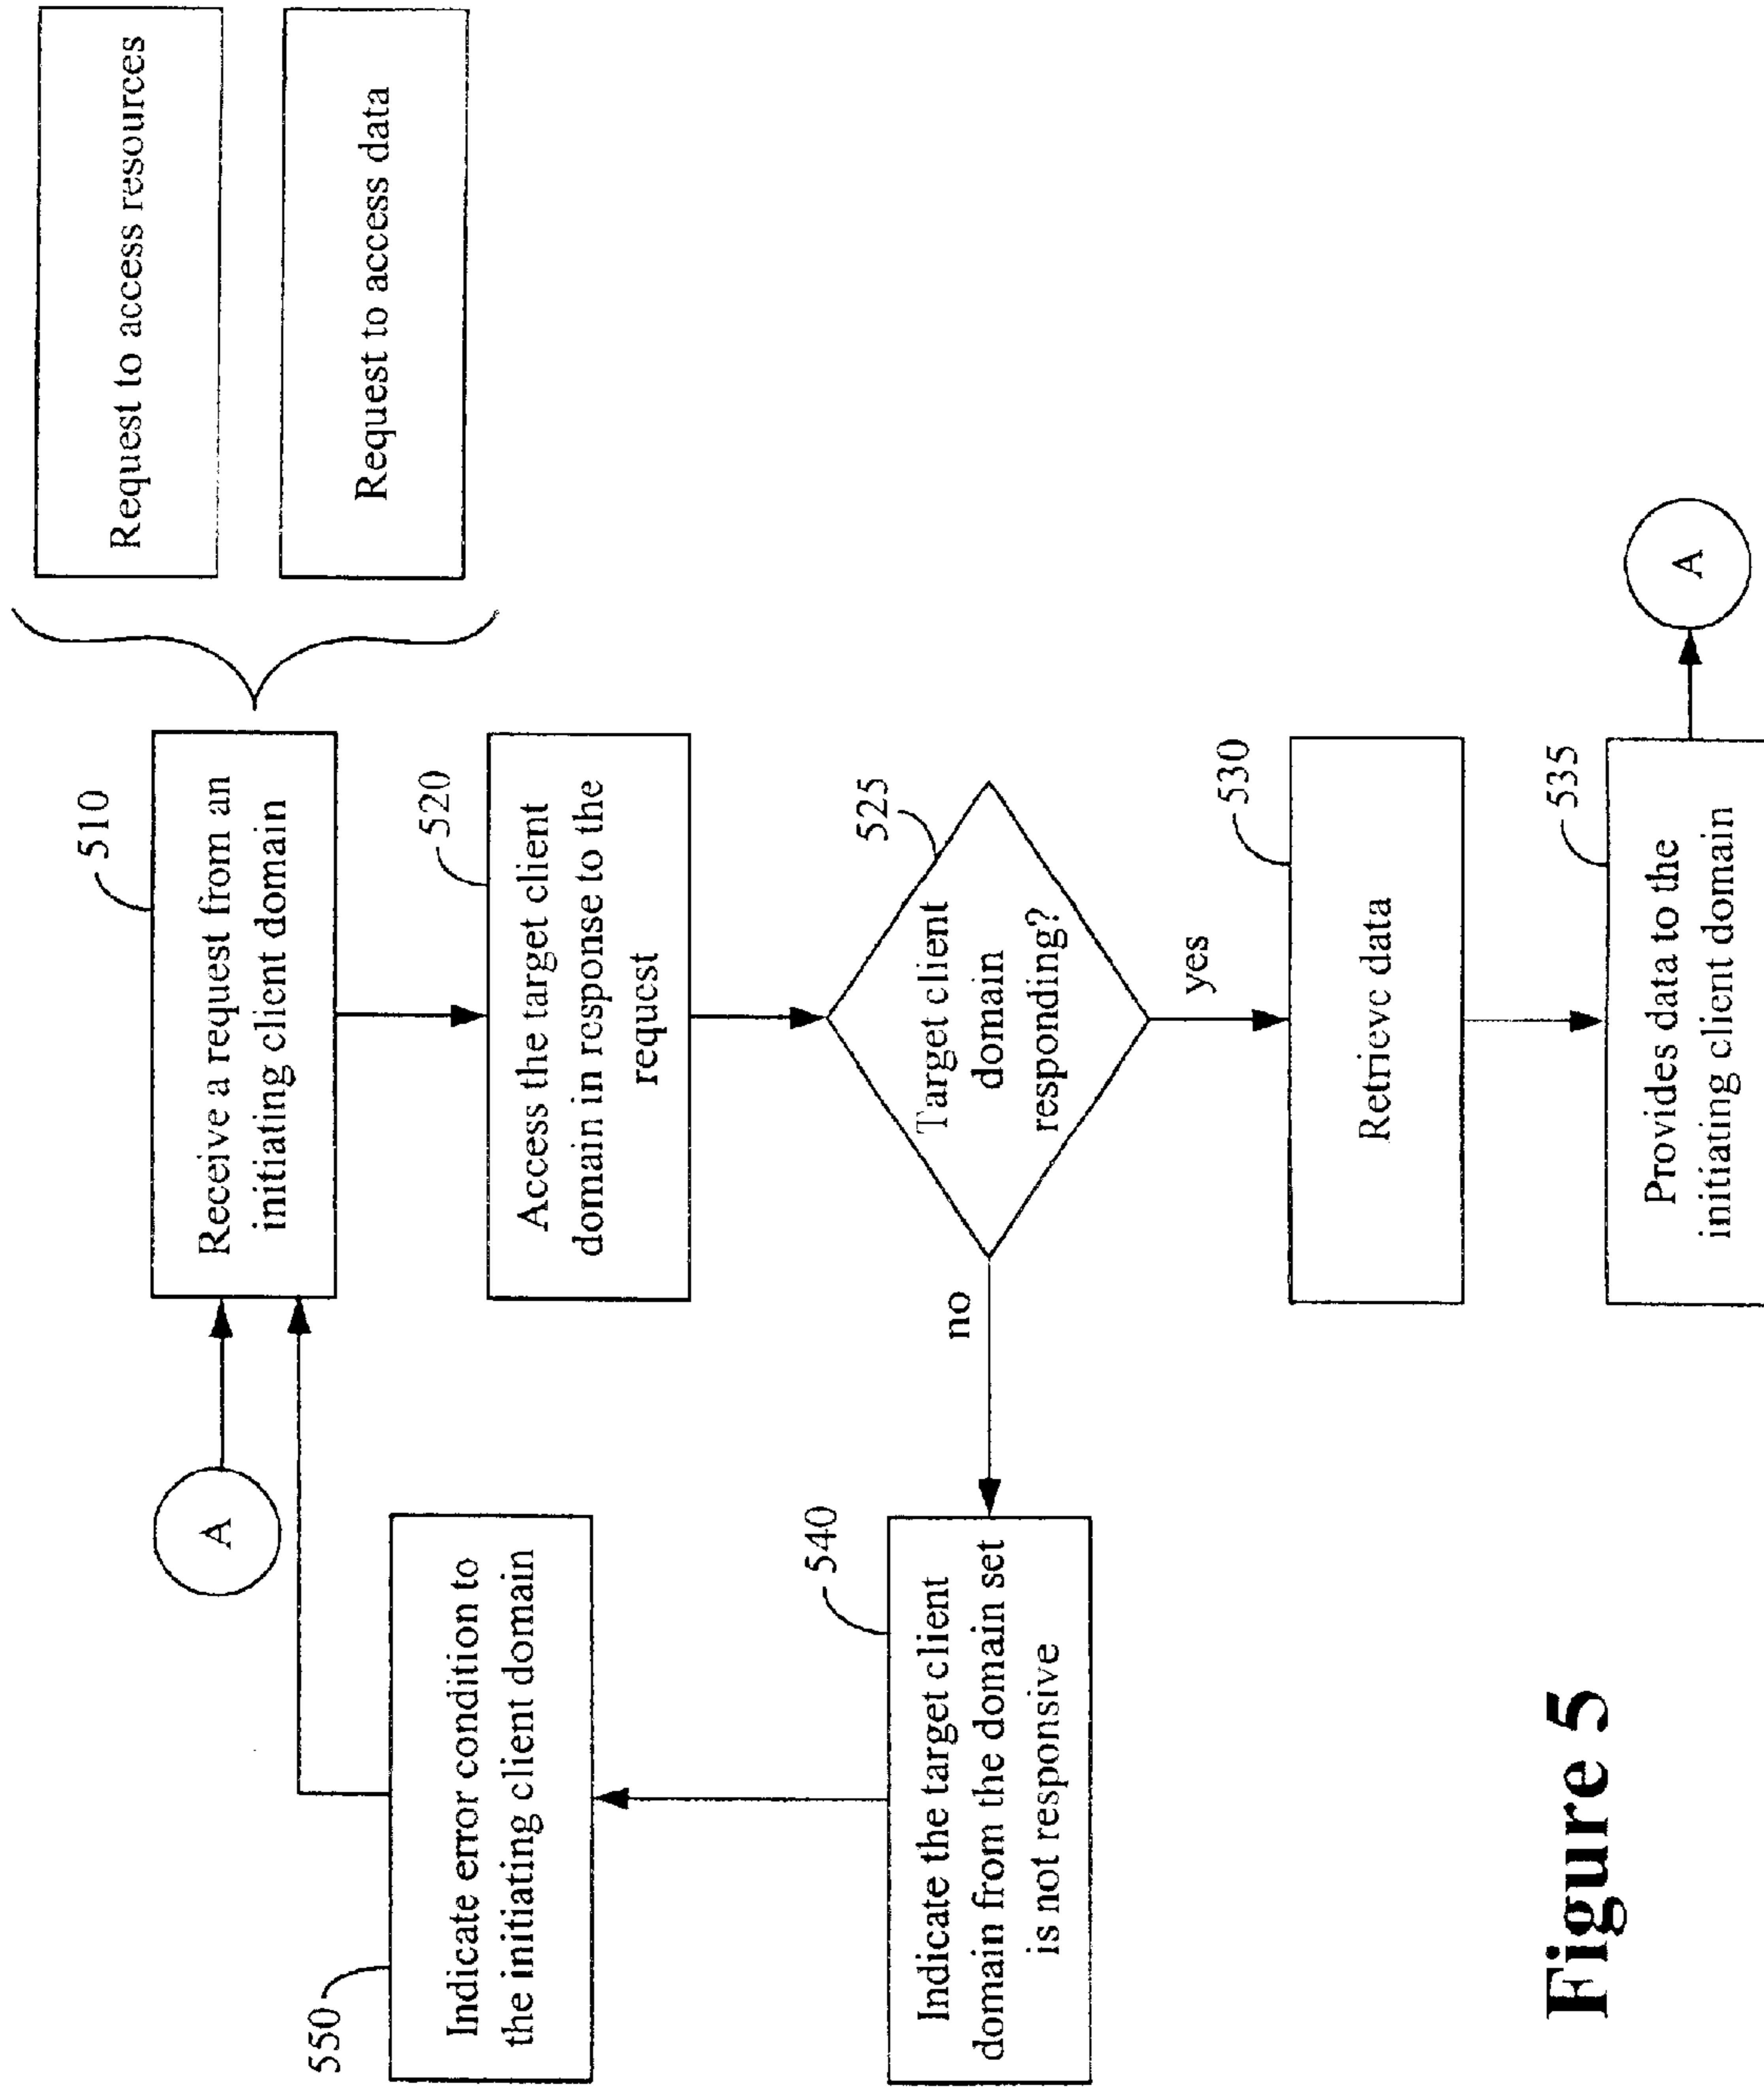 Request to access resources
Request to access data
510
Receive a request from an
initiating client domain
A
520
Access the target client
domain in response to the
request
525
Target client
domain
responding?
yes
no
530
Retrieve data
535
Provides data to the
initiating client domain
A
540
Indicate the target client
domain from the domain set
is not responsive
550
Indicate error condition to
the initiating client domain
Figure 5